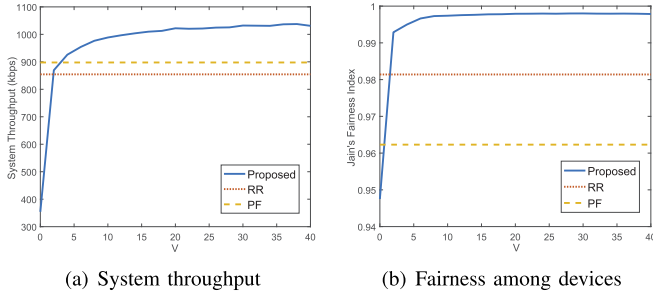 1100
1000
900
800
700
600
500
400
300
System Throughput (kbps)
0 5 10 15 20 25 30 35 40
V
Proposed
RR
PF
(a) System throughput
1
0.99
0.98
0.97
0.96
0.95
0.94
Jain's Fairness Index
0 5 10 15 20 25 30 35 40
V
Proposed
RR
PF
(b) Fairness among devices